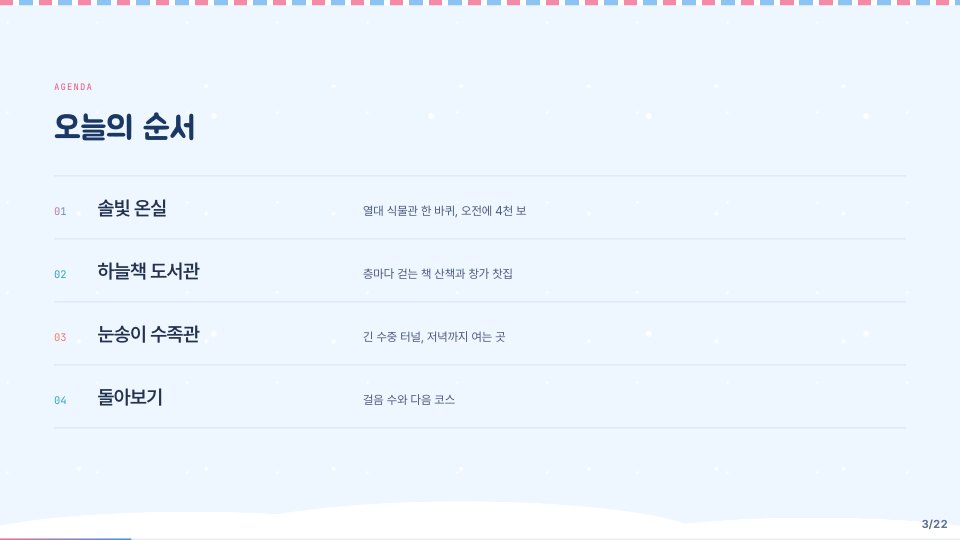 AGENDA
오늘의 순서
01 솔빛 온실 열대 식물관 한 바퀴, 오전에 4천 보
02 하늘책 도서관 층마다 걷는 책 산책과 창가 찻집
03 눈송이 수족관 긴 수중 터널, 저녁까지 여는 곳
04 돌아보기 걸음 수와 다음 코스
3/22